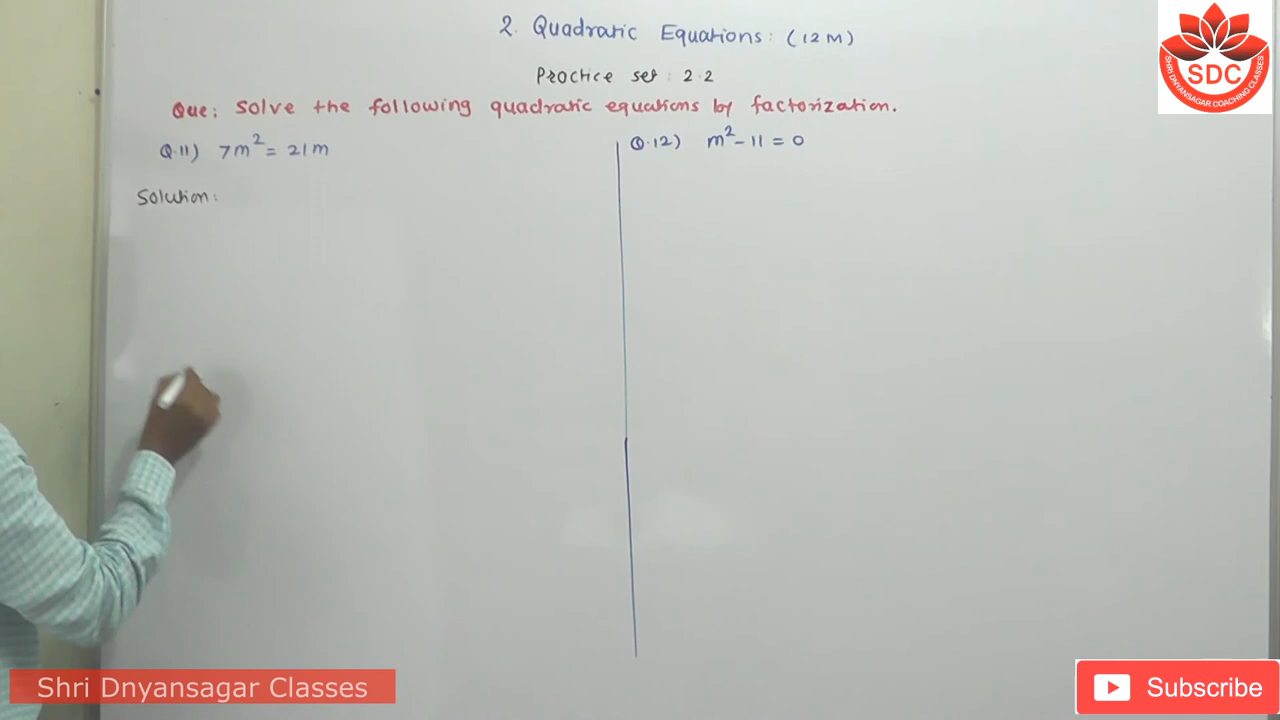 2. Quadratic Equations: (12M)
Practice set: 2.2
Que: Solve the following quadratic equations by factorization.
Q.11) 7m² = 21m
Solution:
Q.12) m² - 11 = 0
SDC
SHRI DNYANSAGAR COACHING CLASSES
Shri Dnyansagar Classes
Subscribe